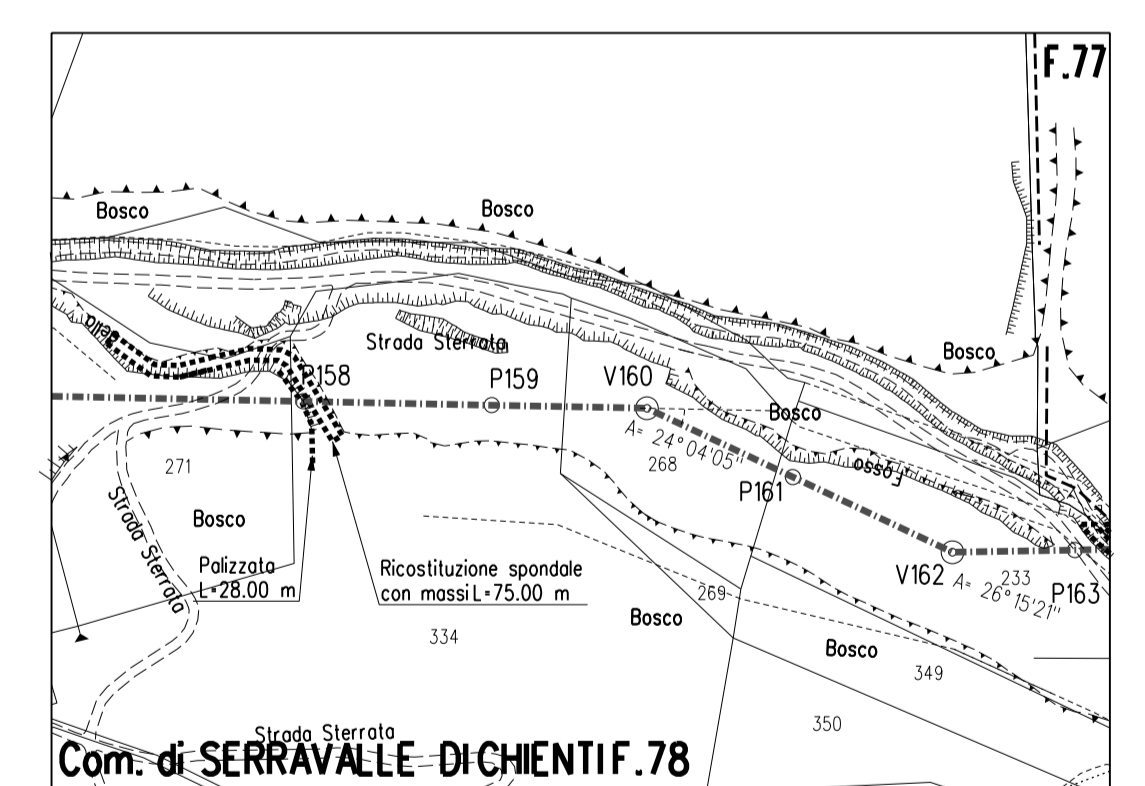 F.77
Bosco
Bosco
Strada Sterrata
Bosco
P158
P159
V160
Bosco
A= 24° 04'05"
268
271
Fosso
P161
Strada Sterrata
Bosco
Palizzata
L=28.00 m
Ricostituzione spondale
con massi L=75.00 m
V162
A= 26°15'21"
233
P163
269
334
Bosco
Bosco
349
350
Strada Sterrata
Com. di SERRAVALLE DI CHIENTI F.78